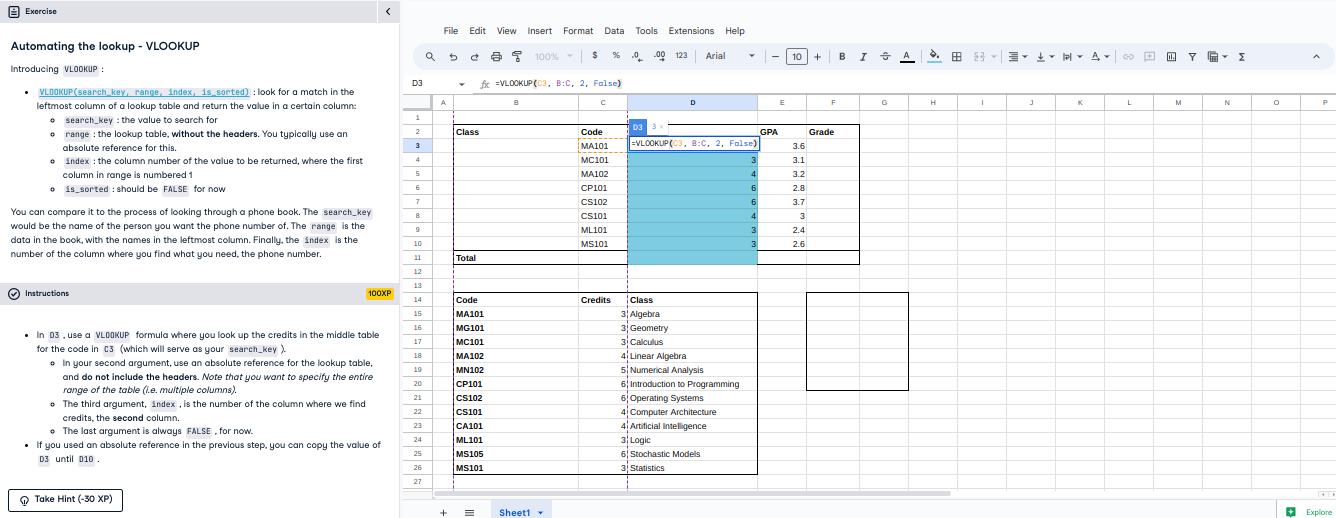 Exercise
Automating the lookup - VLOOKUP
Introducing VLOOKUP :
VLOOKUP(search_key, range, index, is_sorted) : look for a match in the
leftmost column of a lookup table and return the value in a certain column:
search_key : the value to search for
range : the lookup table, without the headers. You typically use an
absolute reference for this.
index : the column number of the value to be returned, where the first
column in range is numbered 1
is_sorted : should be FALSE for now
You can compare it to the process of looking through a phone book. The search_key
would be the name of the person you want the phone number of. The range is the
data in the book, with the names in the leftmost column. Finally, the index is the
number of the column where you find what you need, the phone number.
Instructions 100XP
In D3 , use a VLOOKUP formula where you look up the credits in the middle table
for the code in C3 (which will serve as your search_key ).
In your second argument, use an absolute reference for the lookup table,
and do not include the headers. Note that you want to specify the entire
range of the table (i.e. multiple columns).
The third argument, index , is the number of the column where we find
credits, the second column.
The last argument is always FALSE , for now.
If you used an absolute reference in the previous step, you can copy the value of
D3 until D10 .
Take Hint (-30 XP)
File Edit View Insert Format Data Tools Extensions Help
100% $ % .0 .00 123 Arial 10 B I S A Σ
D3 fx =VLOOKUP(C3, B:C, 2, False)
A B C D E F G H I J K L M N O P
1
2 Class Code GPA Grade
D3 3 ×
3 MA101 =VLOOKUP(C3, B:C, 2, False) 3.6
4 MC101 3 3.1
5 MA102 4 3.2
6 CP101 6 2.8
7 CS102 6 3.7
8 CS101 4 3
9 ML101 3 2.4
10 MS101 3 2.6
11 Total
12
13
14 Code Credits Class
15 MA101 3 Algebra
16 MG101 3 Geometry
17 MC101 3 Calculus
18 MA102 4 Linear Algebra
19 MN102 5 Numerical Analysis
20 CP101 6 Introduction to Programming
21 CS102 6 Operating Systems
22 CS101 4 Computer Architecture
23 CA101 4 Artificial Intelligence
24 ML101 3 Logic
25 MS105 6 Stochastic Models
26 MS101 3 Statistics
27
+ Sheet1 Explore